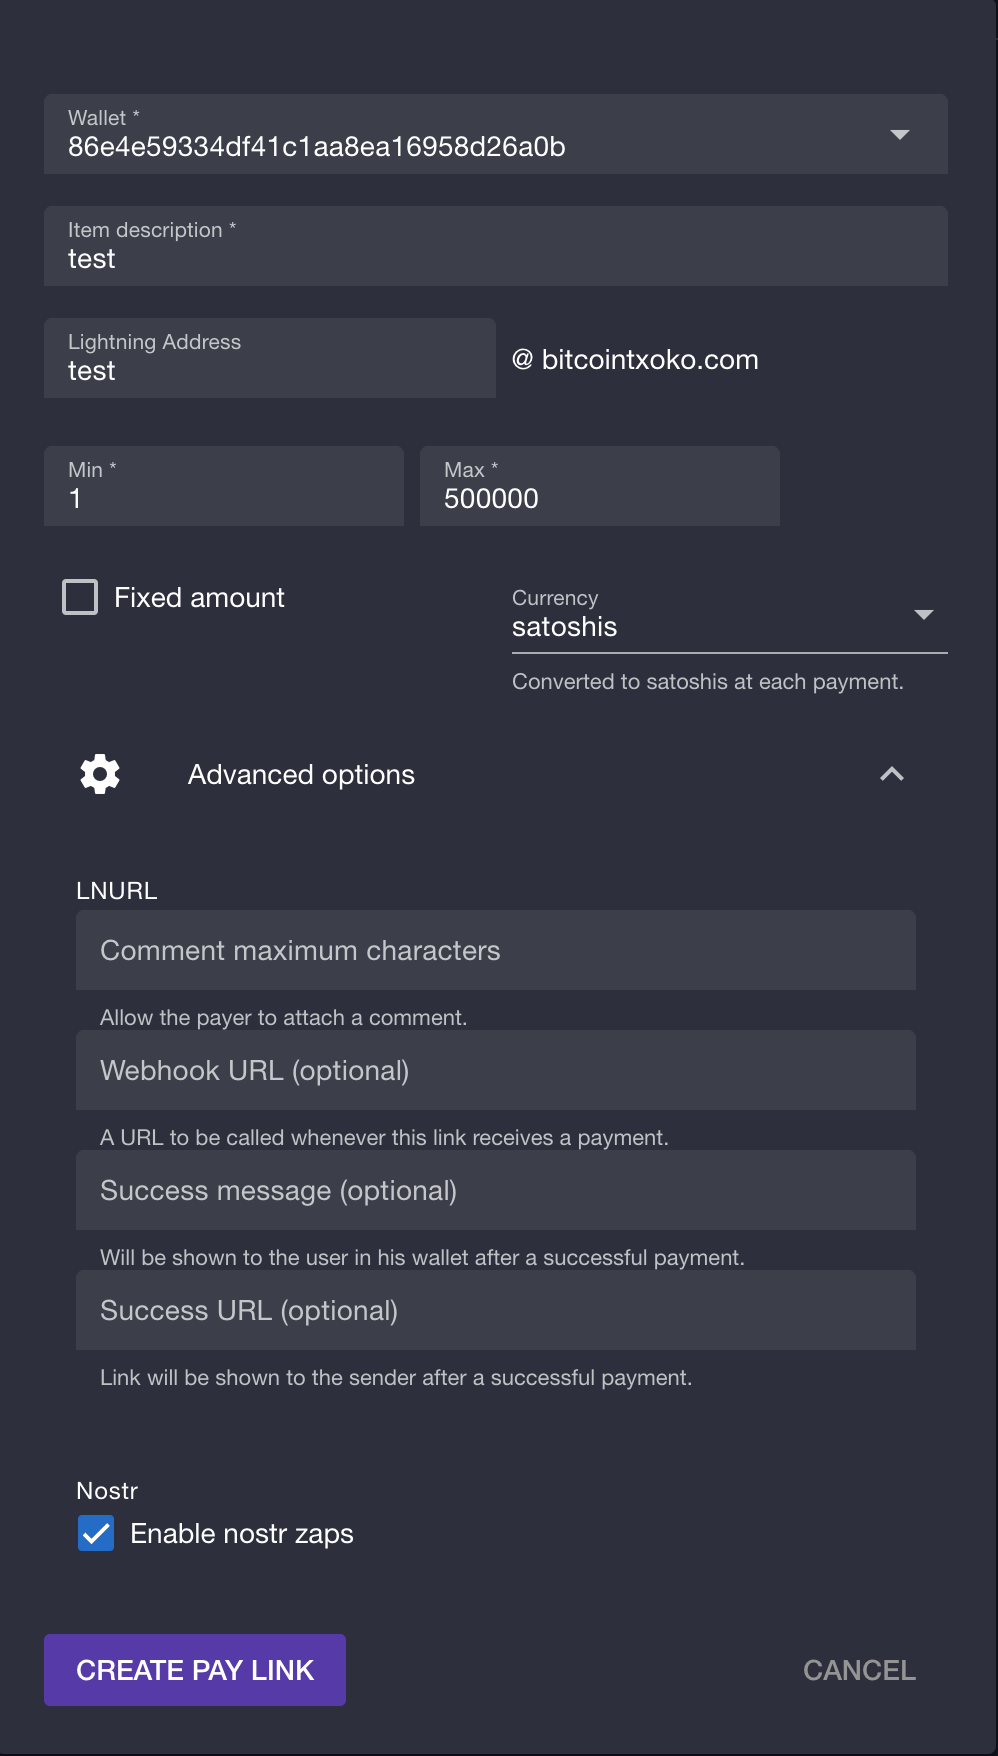 Wallet *
86e4e59334df41c1aa8ea16958d26a0b
Item description *
test
Lightning Address
test
@ bitcointxoko.com
Min *
1
Max *
500000
Fixed amount
Currency
satoshis
Converted to satoshis at each payment.
Advanced options
LNURL
Comment maximum characters
Allow the payer to attach a comment.
Webhook URL (optional)
A URL to be called whenever this link receives a payment.
Success message (optional)
Will be shown to the user in his wallet after a successful payment.
Success URL (optional)
Link will be shown to the sender after a successful payment.
Nostr
Enable nostr zaps
CREATE PAY LINK
CANCEL